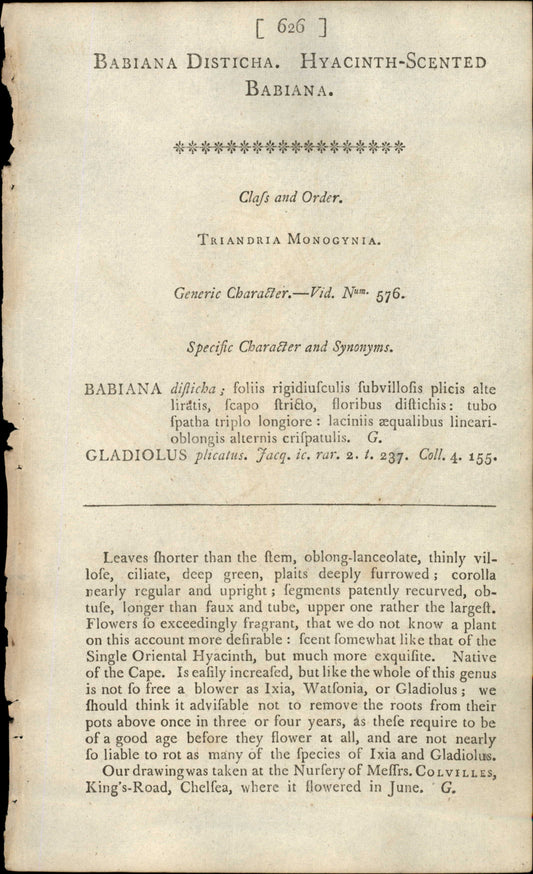 [ 626 ]
BABIANA DISTICHA. HYACINTH-SCENTED
BABIANA.
******************
Claſs and Order.
TRIANDRIA MONOGYNIA.
Generic Character.—Vid. Num. 576.
Specific Character and Synonyms.
BABIANA diſticha; foliis rigidiuſculis ſubvilloſis plicis alte
liratis, ſcapo ſtricto, floribus diſtichis: tubo
ſpatha triplo longiore: laciniis æqualibus lineari-
oblongis alternis criſpatulis. G.
GLADIOLUS plicatus. Jacq. ic. rar. 2. t. 237. Coll. 4. 155.
Leaves ſhorter than the ſtem, oblong-lanceolate, thinly vil-
loſe, ciliate, deep green, plaits deeply furrowed; corolla
nearly regular and upright; ſegments patently recurved, ob-
tuſe, longer than faux and tube, upper one rather the largeſt.
Flowers ſo exceedingly fragrant, that we do not know a plant
on this account more deſirable: ſcent ſomewhat like that of the
Single Oriental Hyacinth, but much more exquiſite. Native
of the Cape. Is eaſily increaſed, but like the whole of this genus
is not ſo free a blower as Ixia, Watſonia, or Gladiolus; we
ſhould think it adviſable not to remove the roots from their
pots above once in three or four years, as theſe require to be
of a good age before they flower at all, and are not nearly
ſo liable to rot as many of the ſpecies of Ixia and Gladiolus.
Our drawing was taken at the Nurſery of Meſſrs. COLVILLES,
King's-Road, Chelſea, where it flowered in June. G.